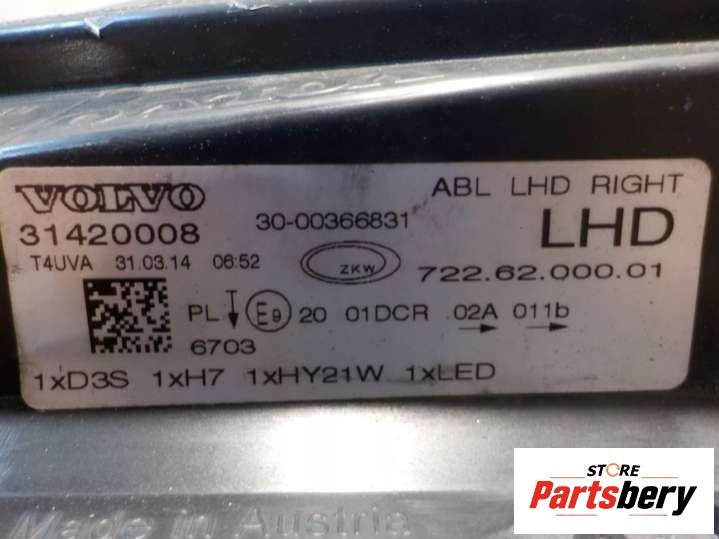 VOLVO
ABL LHD RIGHT
31420008
30-00366831
LHD
T4UVA 31.03.14 06:52
ZKW
722.62.000.01
PL E9 20 01DCR 02A 011b
6703
1xD3S 1xH7 1xHY21W 1xLED
Made in Austria
STORE
Partsbery